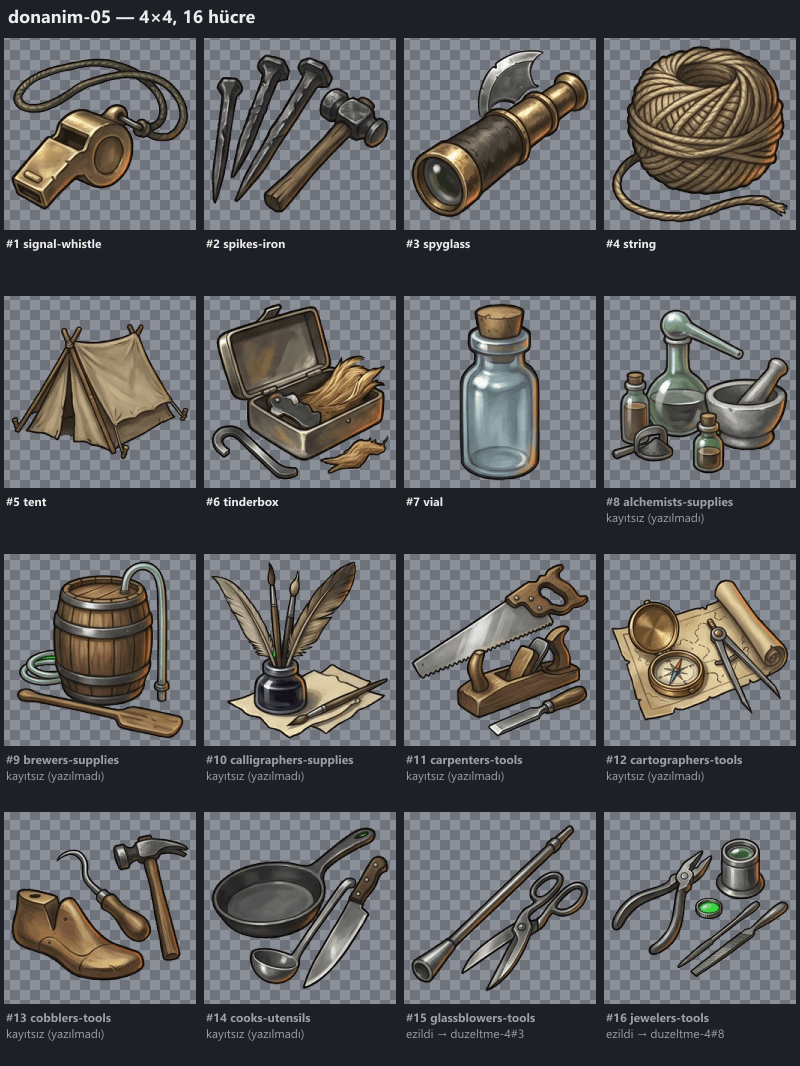 donanim-05 — 4×4, 16 hücre
#1 signal-whistle
#2 spikes-iron
#3 spyglass
#4 string
#5 tent
#6 tinderbox
#7 vial
#8 alchemists-supplies
kayıtsız (yazılmadı)
#9 brewers-supplies
kayıtsız (yazılmadı)
#10 calligraphers-supplies
kayıtsız (yazılmadı)
#11 carpenters-tools
kayıtsız (yazılmadı)
#12 cartographers-tools
kayıtsız (yazılmadı)
#13 cobblers-tools
kayıtsız (yazılmadı)
#14 cooks-utensils
kayıtsız (yazılmadı)
#15 glassblowers-tools
ezildi → duzeltme-4#3
#16 jewelers-tools
ezildi → duzeltme-4#8